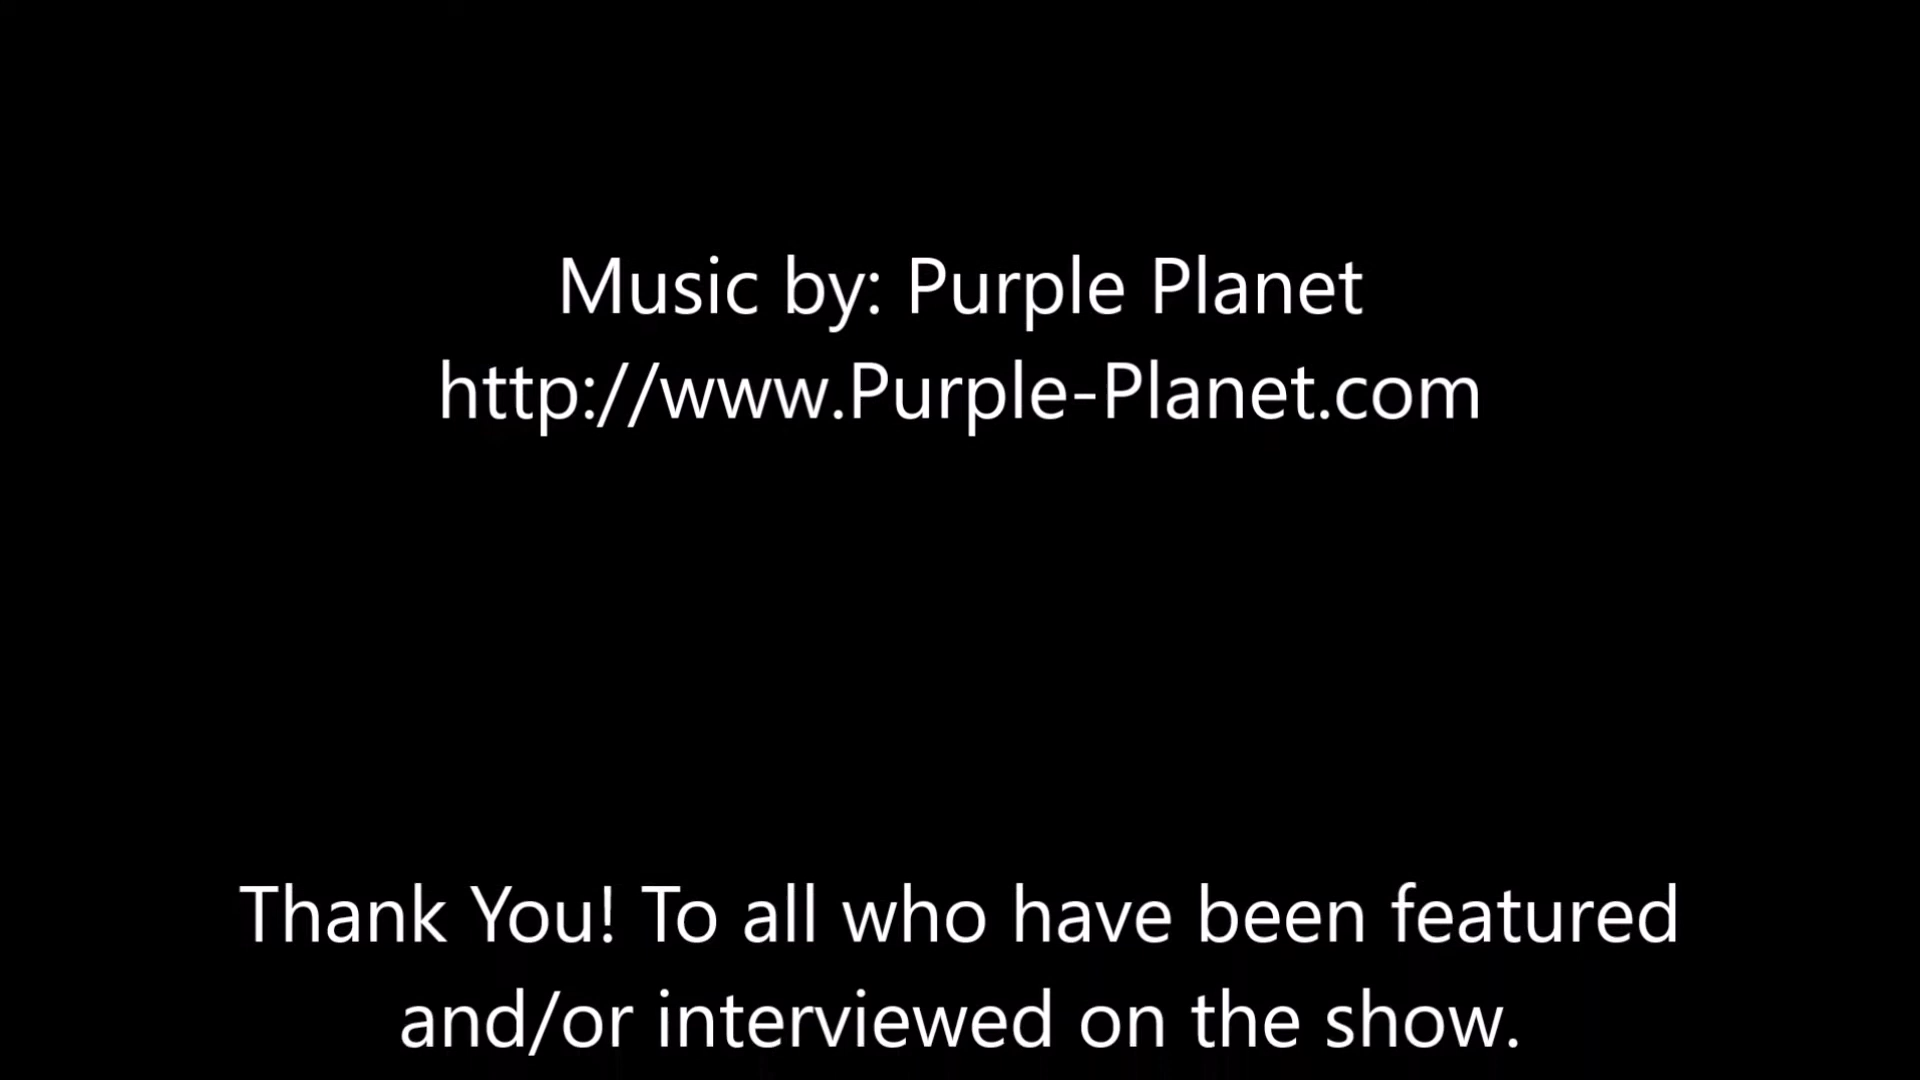 Music by: Purple Planet
http://www.Purple-Planet.com
Thank You! To all who have been featured
and/or interviewed on the show.